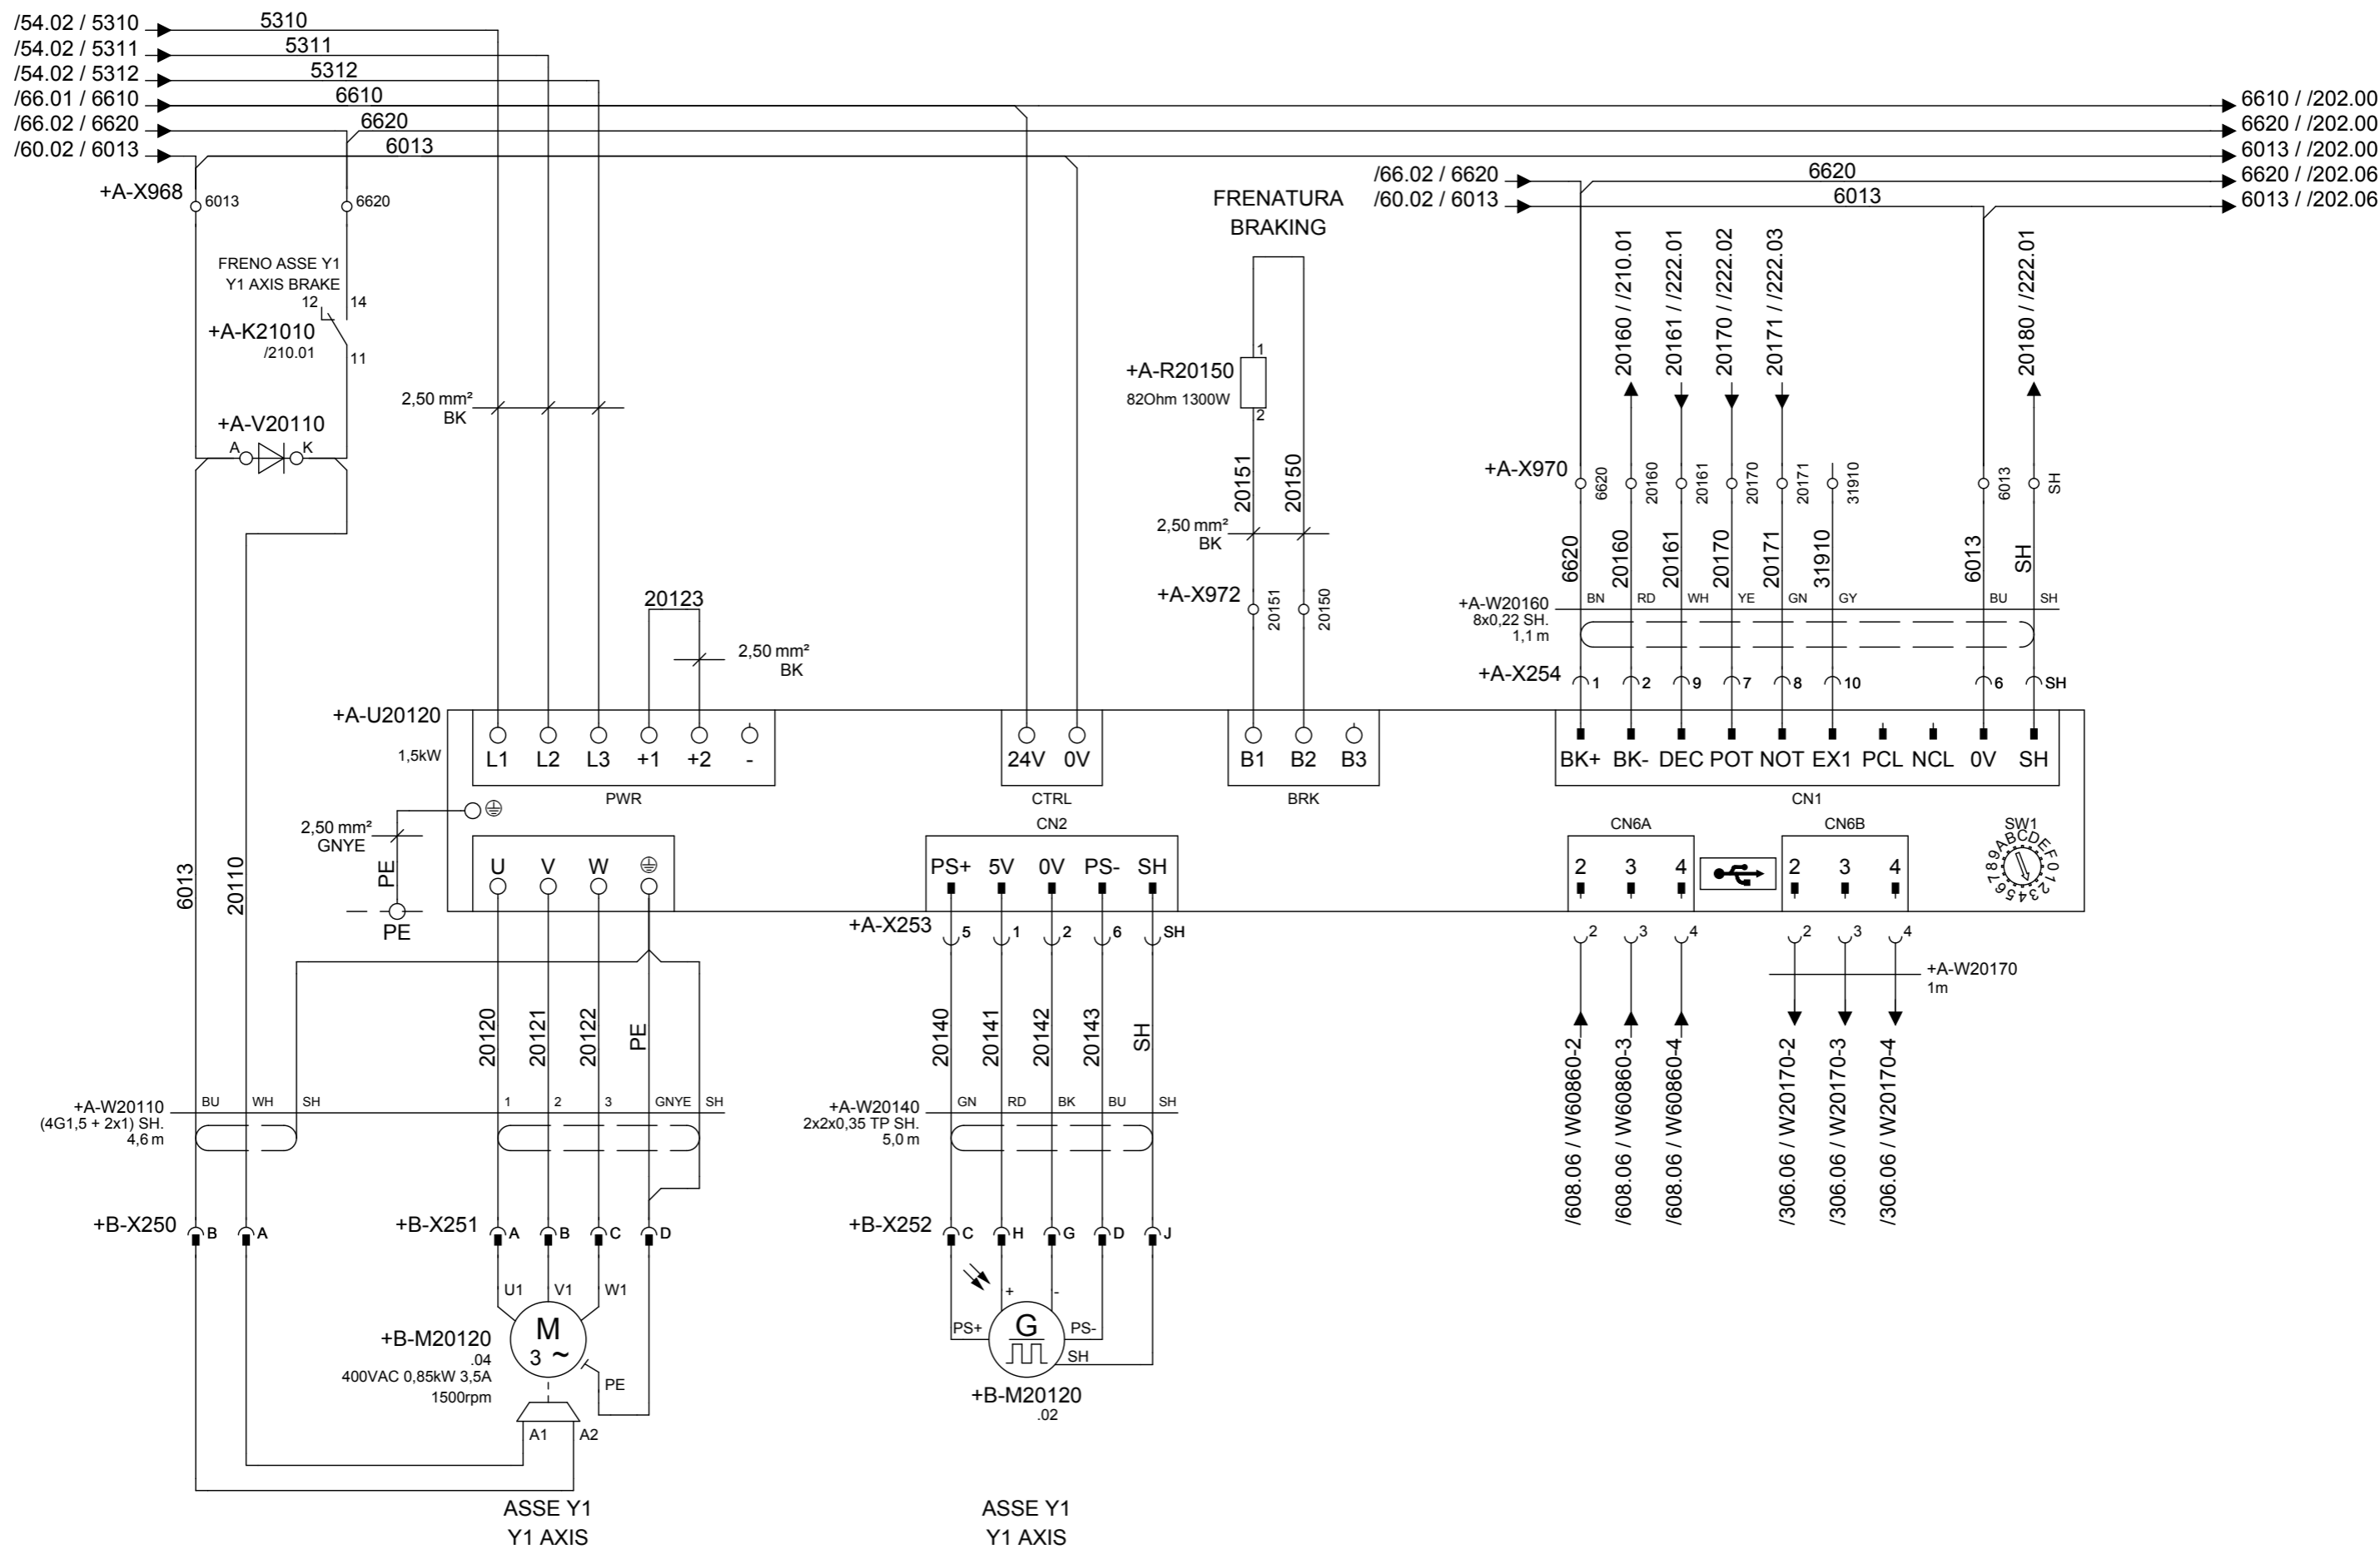 /54.02 / 5310
5310
/54.02 / 5311
5311
/54.02 / 5312
5312
/66.01 / 6610
6610
6610 / /202.00
/66.02 / 6620
6620
6620 / /202.00
/60.02 / 6013
6013
6013 / /202.00
/66.02 / 6620
6620
6620 / /202.06
/60.02 / 6013
6013
6013 / /202.06
+A-X968
6013
6620
FRENATURA
BRAKING
20160 / /210.01
20161 / /222.01
20170 / /222.02
20171 / /222.03
20180 / /222.01
FRENO ASSE Y1
Y1 AXIS BRAKE
12
14
+A-K21010
/210.01
11
1
+A-R20150
82Ohm 1300W
2
2,50 mm²
BK
+A-V20110
A
K
20151
20150
+A-X970
6620
20160
20161
20170
20171
31910
6013
SH
2,50 mm²
BK
6620
20160
20161
20170
20171
31910
6013
SH
+A-X972
20151
20150
20123
+A-W20160
8x0,22 SH.
1,1 m
BN
RD
WH
YE
GN
GY
BU
SH
2,50 mm²
BK
+A-X254
1
2
9
7
8
10
6
SH
+A-U20120
1,5kW
L1
L2
L3
+1
+2
-
24V
0V
B1
B2
B3
BK+
BK-
DEC
POT
NOT
EX1
PCL
NCL
0V
SH
PWR
CTRL
BRK
CN1
2,50 mm²
GNYE
CN2
CN6A
CN6B
SW1
6013
20110
PE
U
V
W
PS+
5V
0V
PS-
SH
2
3
4
2
3
4
0123456789ABCDEF
PE
+A-X253
5
1
2
6
SH
2
3
4
2
3
4
+A-W20170
1m
20120
20121
20122
PE
20140
20141
20142
20143
SH
/608.06 / W60860-2
/608.06 / W60860-3
/608.06 / W60860-4
/306.06 / W20170-2
/306.06 / W20170-3
/306.06 / W20170-4
+A-W20110
(4G1,5 + 2x1) SH.
4,6 m
BU
WH
SH
1
2
3
GNYE
SH
+A-W20140
2x2x0,35 TP SH.
5,0 m
GN
RD
BK
BU
SH
+B-X250
B
A
+B-X251
A
B
C
D
+B-X252
C
H
G
D
J
U1
V1
W1
+
-
+B-M20120
.04
400VAC 0,85kW 3,5A
1500rpm
M
3 ~
PE
PS+
G
PS-
SH
+B-M20120
.02
A1
A2
ASSE Y1
Y1 AXIS
ASSE Y1
Y1 AXIS